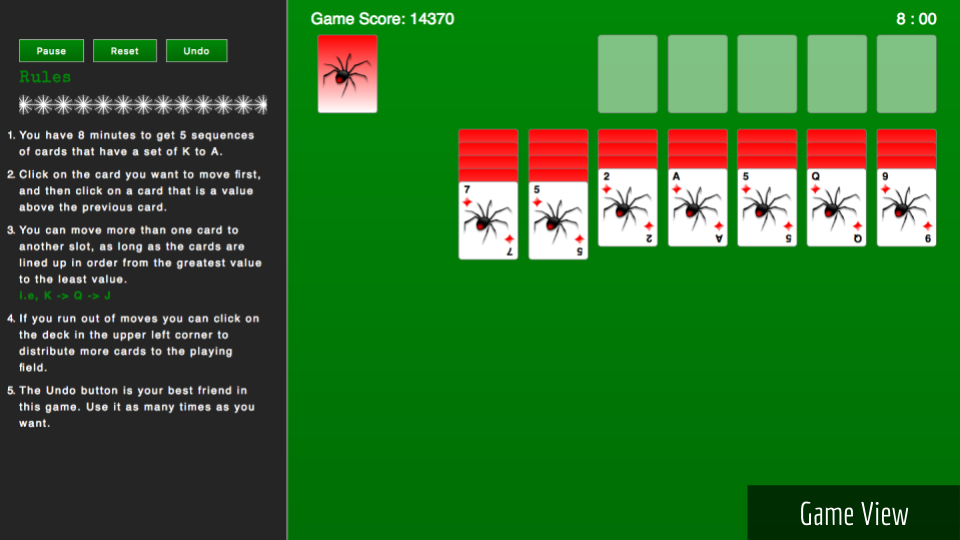 Pause Reset Undo
Rules
1. You have 8 minutes to get 5 sequences
of cards that have a set of K to A.
2. Click on the card you want to move first,
and then click on a card that is a value
above the previous card.
3. You can move more than one card to
another slot, as long as the cards are
lined up in order from the greatest value
to the least value.
I.e, K -> Q -> J
4. If you run out of moves you can click on
the deck in the upper left corner to
distribute more cards to the playing
field.
5. The Undo button is your best friend in
this game. Use it as many times as you
want.
Game Score: 14370 8 : 00
7 5 2 A 5 Q 9
2 A 5 Q 9
7 5
Game View